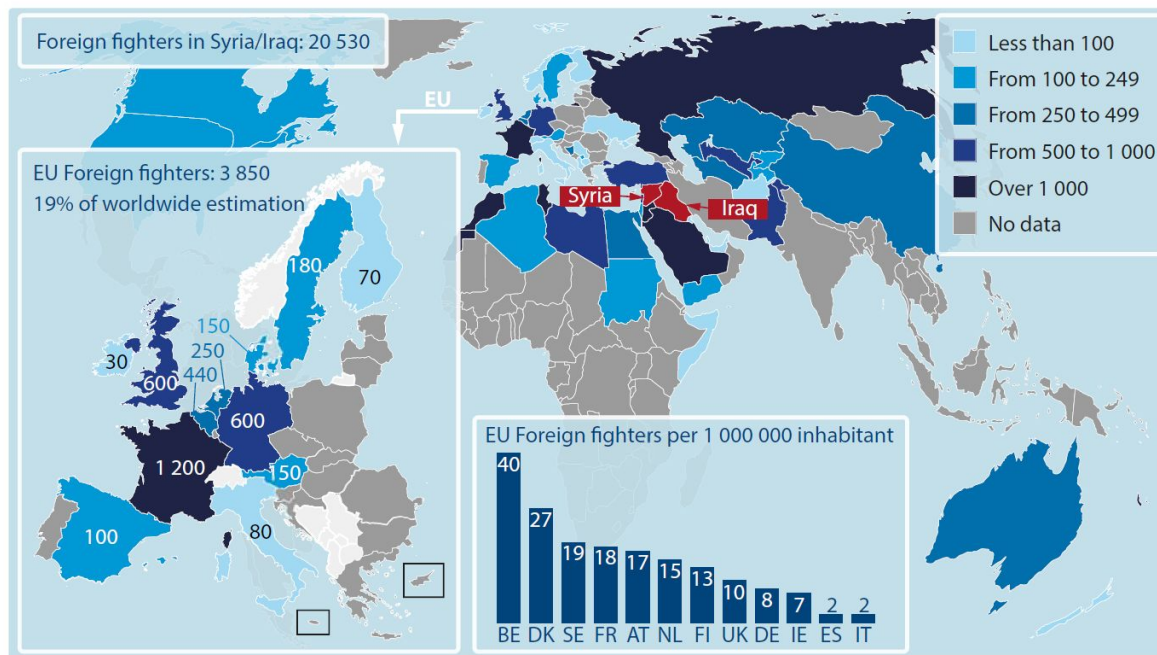 Foreign fighters in Syria/Iraq: 20 530
Less than 100
From 100 to 249
From 250 to 499
From 500 to 1 000
Over 1 000
No data
EU
Syria
Iraq
EU Foreign fighters: 3 850
19% of worldwide estimation
180
70
150
250
440
30
600
600
1 200
150
100
80
EU Foreign fighters per 1 000 000 inhabitant
40
27
19
18
17
15
13
10
8
7
2
2
BE DK SE FR AT NL FI UK DE IE ES IT